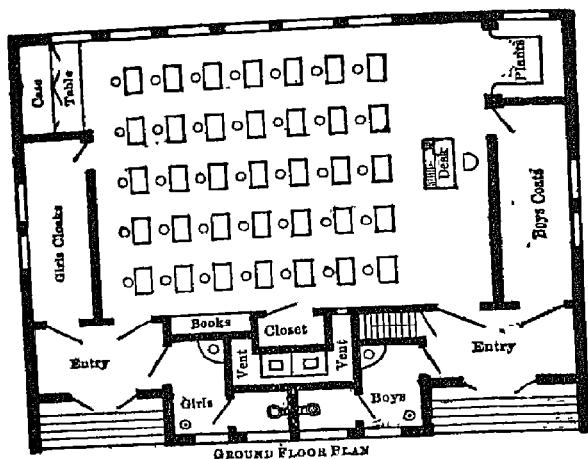 Case
Table
Plants
Desk
Girls Cloaks
Boys Coats
Books
Closet
Entry
Vent
Vent
Entry
Girls
Boys
GROUND FLOOR PLAN